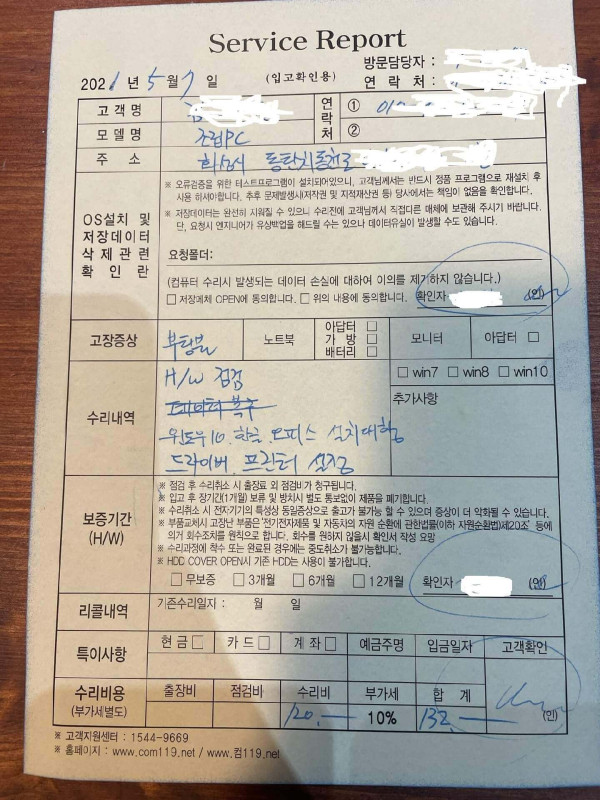 Service Report
방문담당자 :
2021년 5월 7일 (입고확인용) 연 락 처 :
고 객 명 연락처 ①
모 델 명 조립PC ②
주 소 화성시 동탄치동천로
OS설치 및 저장데이터 삭제관련 확 인 란
※ 오류검증을 위한 테스트프로그램이 설치되어있으니, 고객님께서는 반드시 정품 프로그램으로 재설치 후
사용 하셔야합니다. 추후 문제발생시(저작권 및 지적재산권 등) 당사에서는 책임이 없음을 확인합니다.
※ 저장데이터는 완전히 지워질 수 있으니 수리전에 고객님께서 직접다른 매체에 보관해 주시기 바랍니다.
단, 요청시 엔지니어가 유상백업을 해드릴 수는 있으나 데이터유실이 발생할 수도 있습니다.
요청폴더:
(컴퓨터 수리시 발생되는 데이터 손실에 대하여 이의를 제기하지 않습니다.)
□ 저장매체 OPEN에 동의합니다. □ 위의 내용에 동의합니다. 확인자 (인)
고장증상 부팅불 노트북 아답터 □ 가 방 □ 배터리 □ 모니터 아답터 □
수리내역
H/W 점검
데이터 복구
윈도우10. 한글. 오피스 설치대행
드라이버. 프린터 설정
□ win7 □ win8 □ win10
추가사항
보증기간
(H/W)
※ 점검 후 수리취소 시 출장료 외 점검비가 청구됩니다.
※ 입고 후 장기간(1개월) 보류 및 방치시 별도 통보없이 제품을 폐기합니다.
※ 수리취소시 전자기기의 특성상 동일증상으로 출고가 불가능 할 수 있으며 증상이 더 악화될 수 있습니다.
※ 부품교체시 고장난 부품은 '전기전자제품 및 자동차의 자원 순환에 관한법률(이하 자원순환법)제20조' 등에
의거 회수조치를 원칙으로 합니다. 회수를 원하지 않을시 확인서 작성 요망
※ 수리과정에 착수 또는 완료된 경우에는 중도취소가 불가능합니다.
※ HDD COVER OPEN시 기존 HDD는 사용이 불가합니다.
□ 무보증 □ 3개월 □ 6개월 □ 12개월 확인자 (인)
리콜내역 기존수리일자 : 월 일
특이사항 현 금 □ 카 드 □ 계 좌 □ 예금주명 입금일자 고객확인
수리비용
(부가세별도)
출장비 점검비 수리비 부가세 합 계
120.— 10% 132.— (인)
※ 고객지원센터 : 1544-9669
※ 홈페이지 : www.com119.net / www.컴119.net